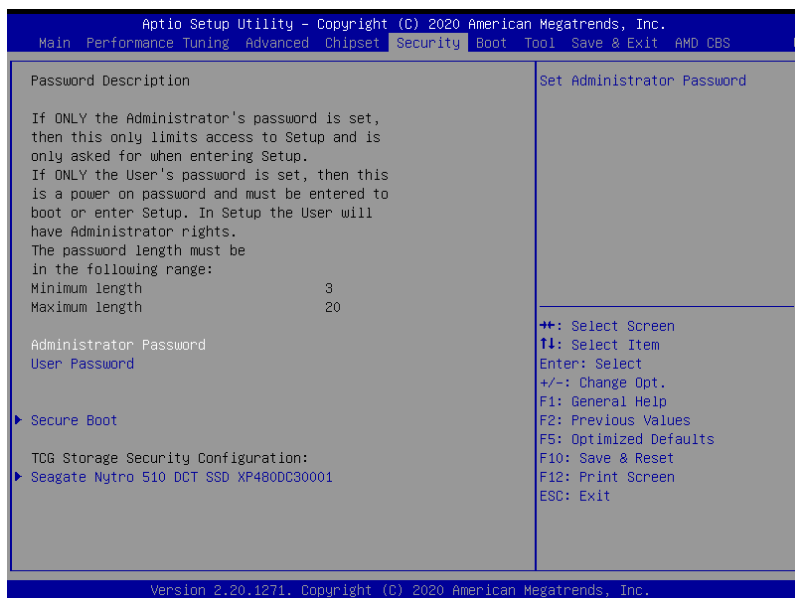 Aptio Setup Utility – Copyright (C) 2020 American Megatrends, Inc.
Main Performance Tuning Advanced Chipset Security Boot Tool Save & Exit AMD CBS
Password Description
If ONLY the Administrator's password is set,
then this only limits access to Setup and is
only asked for when entering Setup.
If ONLY the User's password is set, then this
is a power on password and must be entered to
boot or enter Setup. In Setup the User will
have Administrator rights.
The password length must be
in the following range:
Minimum length 3
Maximum length 20
Administrator Password
User Password
Secure Boot
TCG Storage Security Configuration:
Seagate Nytro 510 DCT SSD XP480DC30001
Set Administrator Password
→←: Select Screen
↑↓: Select Item
Enter: Select
+/-: Change Opt.
F1: General Help
F2: Previous Values
F5: Optimized Defaults
F10: Save & Reset
F12: Print Screen
ESC: Exit
Version 2.20.1271. Copyright (C) 2020 American Megatrends, Inc.